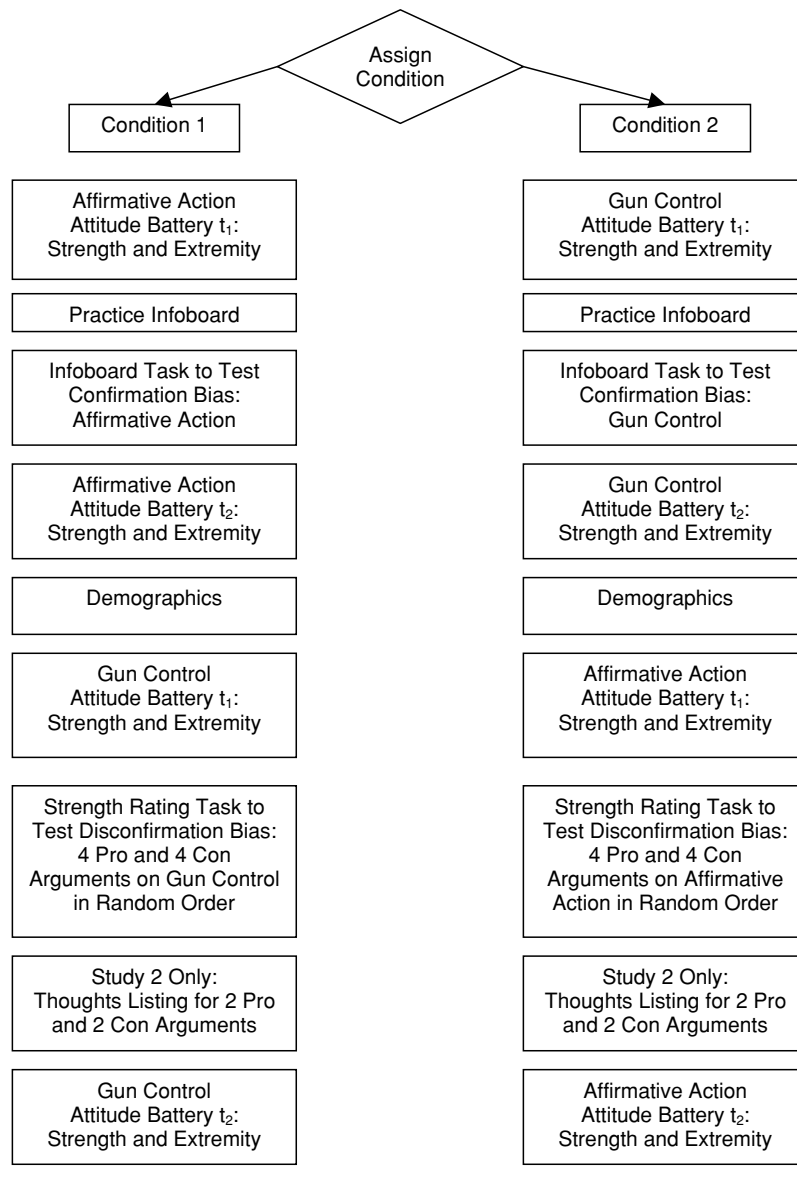 Assign
Condition
Condition 1
Condition 2
Affirmative Action
Attitude Battery t₁:
Strength and Extremity
Gun Control
Attitude Battery t₁:
Strength and Extremity
Practice Infoboard
Practice Infoboard
Infoboard Task to Test
Confirmation Bias:
Affirmative Action
Infoboard Task to Test
Confirmation Bias:
Gun Control
Affirmative Action
Attitude Battery t₂:
Strength and Extremity
Gun Control
Attitude Battery t₂:
Strength and Extremity
Demographics
Demographics
Gun Control
Attitude Battery t₁:
Strength and Extremity
Affirmative Action
Attitude Battery t₁:
Strength and Extremity
Strength Rating Task to
Test Disconfirmation Bias:
4 Pro and 4 Con
Arguments on Gun Control
in Random Order
Strength Rating Task to
Test Disconfirmation Bias:
4 Pro and 4 Con
Arguments on Affirmative
Action in Random Order
Study 2 Only:
Thoughts Listing for 2 Pro
and 2 Con Arguments
Study 2 Only:
Thoughts Listing for 2 Pro
and 2 Con Arguments
Gun Control
Attitude Battery t₂:
Strength and Extremity
Affirmative Action
Attitude Battery t₂:
Strength and Extremity